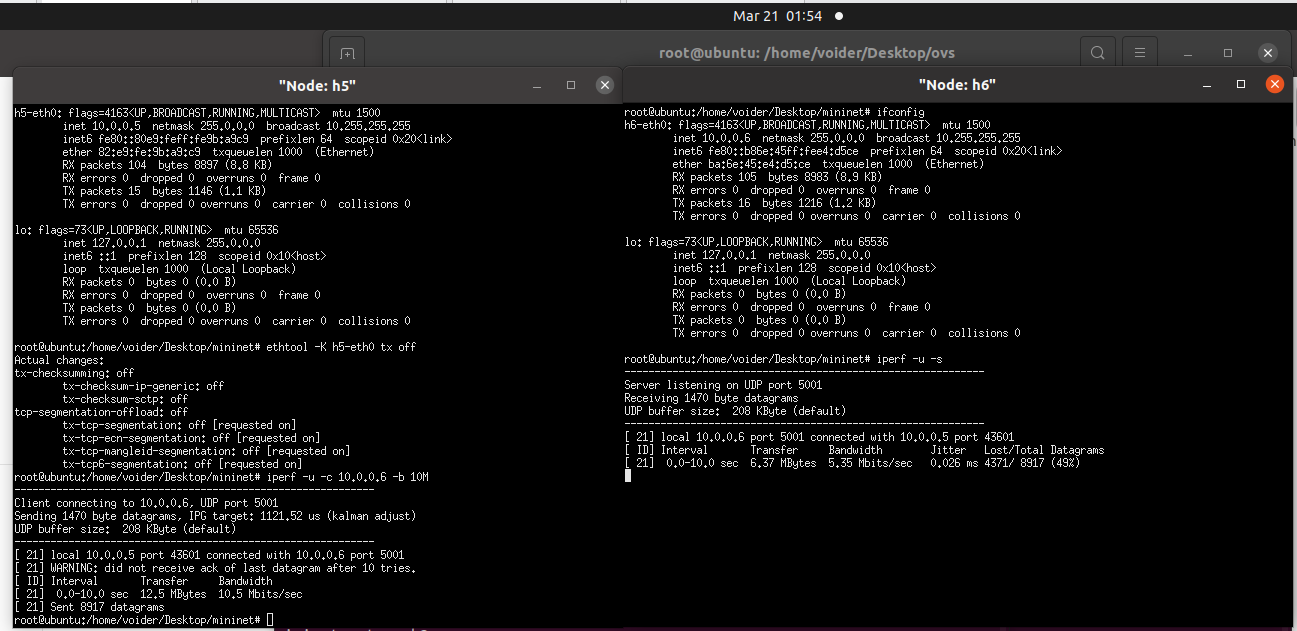 Mar 21 01:54
root@ubuntu: /home/voider/Desktop/ovs
"Node: h5"
h5-eth0: flags=4163<UP,BROADCAST,RUNNING,MULTICAST>  mtu 1500
        inet 10.0.0.5  netmask 255.0.0.0  broadcast 10.255.255.255
        inet6 fe80::80e9:feff:fe9b:a9c9  prefixlen 64  scopeid 0x20<link>
        ether 82:e9:fe:9b:a9:c9  txqueuelen 1000  (Ethernet)
        RX packets 104  bytes 8897 (8.8 KB)
        RX errors 0  dropped 0  overruns 0  frame 0
        TX packets 15  bytes 1146 (1.1 KB)
        TX errors 0  dropped 0 overruns 0  carrier 0  collisions 0
lo: flags=73<UP,LOOPBACK,RUNNING>  mtu 65536
        inet 127.0.0.1  netmask 255.0.0.0
        inet6 ::1  prefixlen 128  scopeid 0x10<host>
        loop  txqueuelen 1000  (Local Loopback)
        RX packets 0  bytes 0 (0.0 B)
        RX errors 0  dropped 0  overruns 0  frame 0
        TX packets 0  bytes 0 (0.0 B)
        TX errors 0  dropped 0 overruns 0  carrier 0  collisions 0
root@ubuntu:/home/voider/Desktop/mininet# ethtool -K h5-eth0 tx off
Actual changes:
tx-checksumming: off
        tx-checksum-ip-generic: off
        tx-checksum-sctp: off
tcp-segmentation-offload: off
        tx-tcp-segmentation: off [requested on]
        tx-tcp-ecn-segmentation: off [requested on]
        tx-tcp-mangleid-segmentation: off [requested on]
        tx-tcp6-segmentation: off [requested on]
root@ubuntu:/home/voider/Desktop/mininet# iperf -u -c 10.0.0.6 -b 10M
------------------------------------------------------------
Client connecting to 10.0.0.6, UDP port 5001
Sending 1470 byte datagrams, IPG target: 1121.52 us (kalman adjust)
UDP buffer size:  208 KByte (default)
------------------------------------------------------------
[ 21] local 10.0.0.5 port 43601 connected with 10.0.0.6 port 5001
[ 21] WARNING: did not receive ack of last datagram after 10 tries.
[ ID] Interval       Transfer     Bandwidth
[ 21]  0.0-10.0 sec  12.5 MBytes  10.5 Mbits/sec
[ 21] Sent 8917 datagrams
root@ubuntu:/home/voider/Desktop/mininet#
"Node: h6"
root@ubuntu:/home/voider/Desktop/mininet# ifconfig
h6-eth0: flags=4163<UP,BROADCAST,RUNNING,MULTICAST>  mtu 1500
        inet 10.0.0.6  netmask 255.0.0.0  broadcast 10.255.255.255
        inet6 fe80::b86e:45ff:fee4:d5ce  prefixlen 64  scopeid 0x20<link>
        ether ba:6e:45:e4:d5:ce  txqueuelen 1000  (Ethernet)
        RX packets 105  bytes 8983 (8.9 KB)
        RX errors 0  dropped 0  overruns 0  frame 0
        TX packets 16  bytes 1216 (1.2 KB)
        TX errors 0  dropped 0 overruns 0  carrier 0  collisions 0
lo: flags=73<UP,LOOPBACK,RUNNING>  mtu 65536
        inet 127.0.0.1  netmask 255.0.0.0
        inet6 ::1  prefixlen 128  scopeid 0x10<host>
        loop  txqueuelen 1000  (Local Loopback)
        RX packets 0  bytes 0 (0.0 B)
        RX errors 0  dropped 0  overruns 0  frame 0
        TX packets 0  bytes 0 (0.0 B)
        TX errors 0  dropped 0 overruns 0  carrier 0  collisions 0
root@ubuntu:/home/voider/Desktop/mininet# iperf -u -s
------------------------------------------------------------
Server listening on UDP port 5001
Receiving 1470 byte datagrams
UDP buffer size:  208 KByte (default)
------------------------------------------------------------
[ 21] local 10.0.0.6 port 5001 connected with 10.0.0.5 port 43601
[ ID] Interval       Transfer     Bandwidth        Jitter   Lost/Total Datagrams
[ 21]  0.0-10.0 sec  6.37 MBytes  5.35 Mbits/sec   0.026 ms 4371/ 8917 (49%)